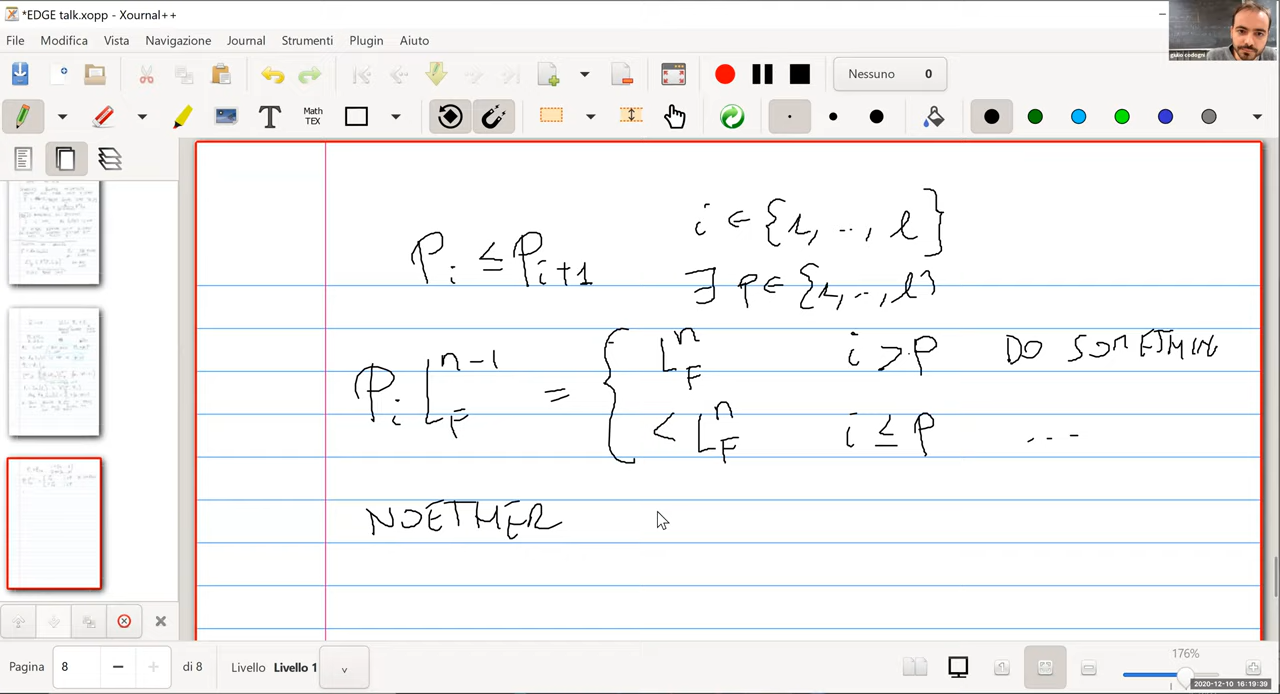 *EDGE talk.xopp - Xournal++
giulio codogni
File Modifica Vista Navigazione Journal Strumenti Plugin Aiuto
Nessuno 0
T Math TEX
i ∈ {1, .., l}
P_i ≤ P_{i+1}
∃ p ∈ {1, .., l}
P_i L_F^{n-1} = { L_F^n i > p DO SOMETHING
< L_F^n i ≤ p ...
NOETHER
Pagina 8 di 8 Livello Livello 1 176%
2020-12-10 16:19:39